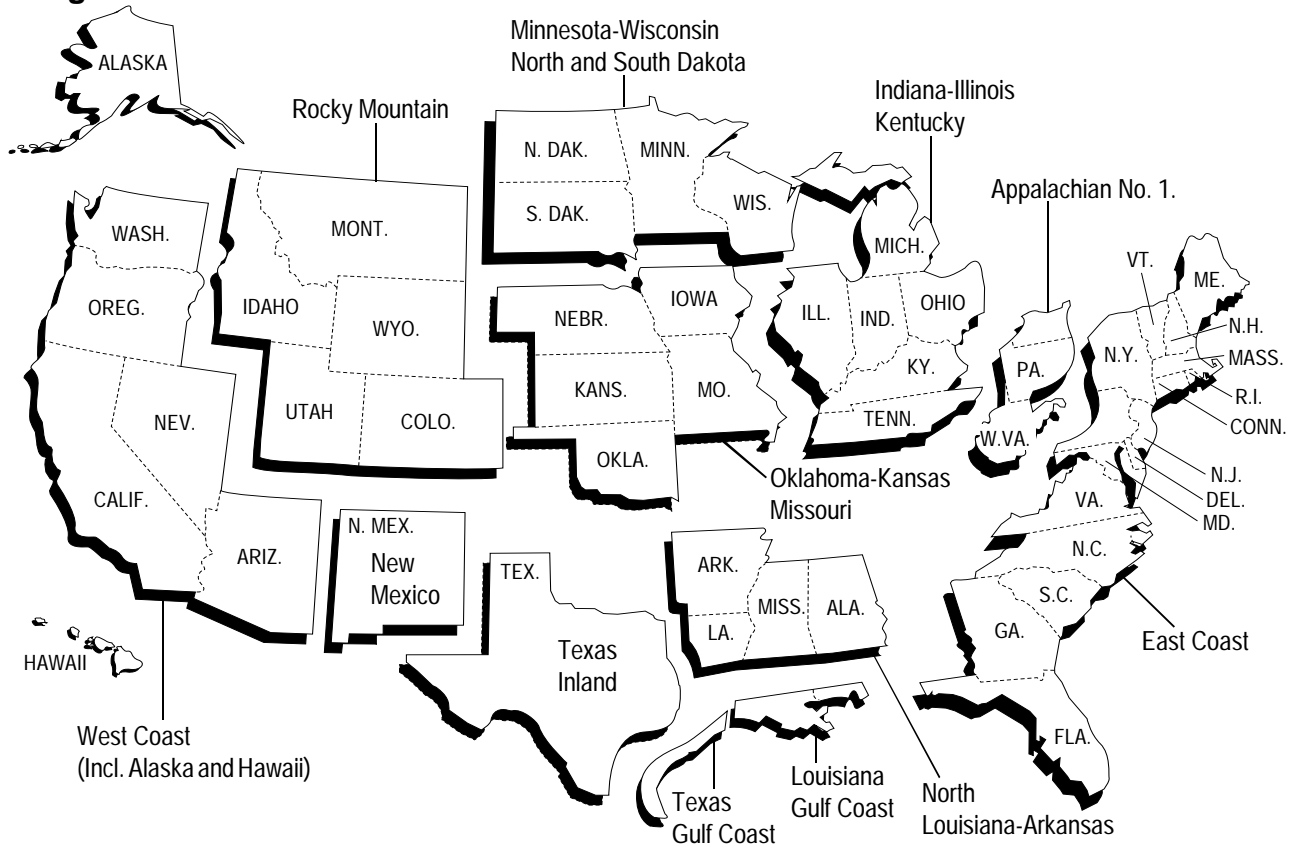 ALASKA
Minnesota-Wisconsin
North and South Dakota
Rocky Mountain
Indiana-Illinois
Kentucky
Appalachian No. 1.
N. DAK.
MINN.
S. DAK.
WIS.
MICH.
WASH.
MONT.
OREG.
IDAHO
WYO.
NEBR.
IOWA
ILL.
IND.
OHIO
VT.
ME.
N.Y.
N.H.
MASS.
R.I.
CONN.
PA.
KANS.
MO.
KY.
NEV.
UTAH
COLO.
TENN.
W.VA.
OKLA.
N.J.
DEL.
MD.
VA.
Oklahoma-Kansas
Missouri
CALIF.
ARIZ.
N. MEX.
New
Mexico
TEX.
ARK.
MISS.
ALA.
LA.
N.C.
S.C.
GA.
East Coast
HAWAII
Texas
Inland
FLA.
West Coast
(Incl. Alaska and Hawaii)
Texas
Gulf Coast
Louisiana
Gulf Coast
North
Louisiana-Arkansas